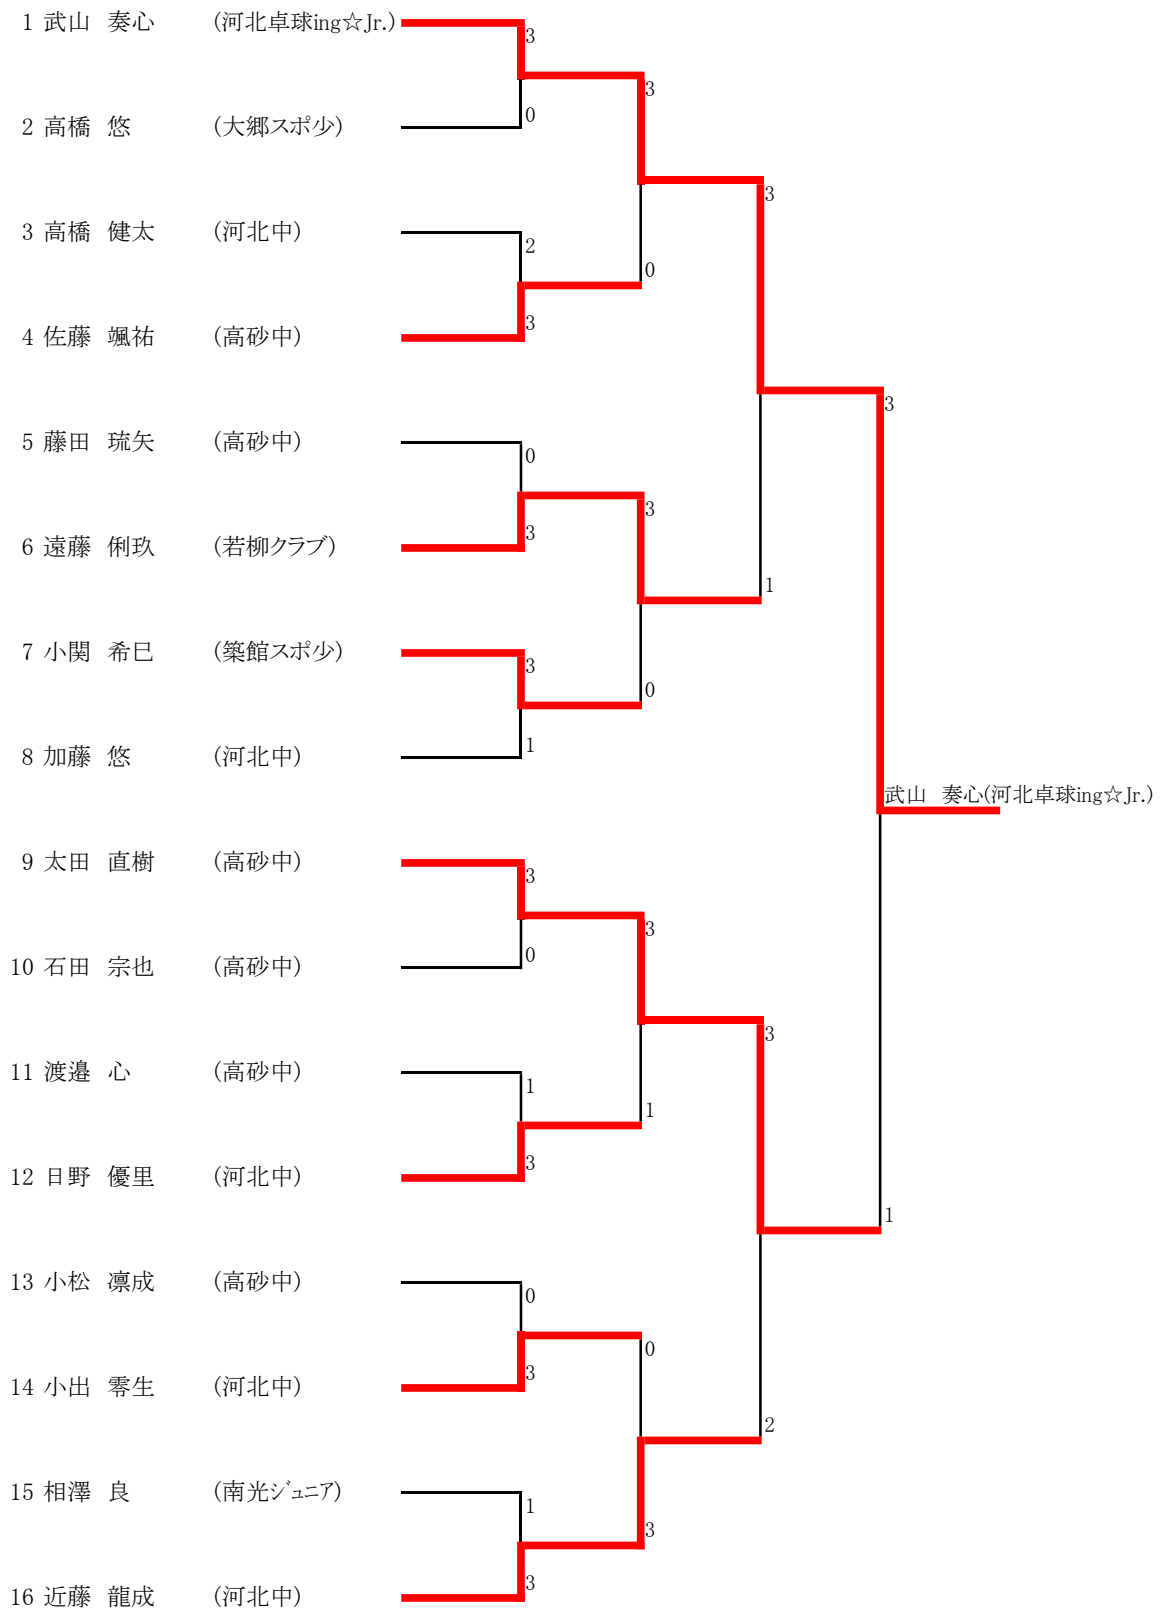 1 武山 奏心 (河北卓球ing☆Jr.)
3
3
0
2 高橋 悠 (大郷スポ少)
3
3 高橋 健太 (河北中)
2
0
3
4 佐藤 颯祐 (高砂中)
3
5 藤田 琉矢 (高砂中)
0
3
3
6 遠藤 俐玖 (若柳クラブ)
1
7 小関 希巳 (築館スポ少)
3
0
1
8 加藤 悠 (河北中)
武山 奏心(河北卓球ing☆Jr.)
9 太田 直樹 (高砂中)
3
3
0
10 石田 宗也 (高砂中)
3
11 渡邉 心 (高砂中)
1
1
3
12 日野 優里 (河北中)
1
13 小松 凛成 (高砂中)
0
0
3
14 小出 零生 (河北中)
2
15 相澤 良 (南光ジュニア)
1
3
3
16 近藤 龍成 (河北中)